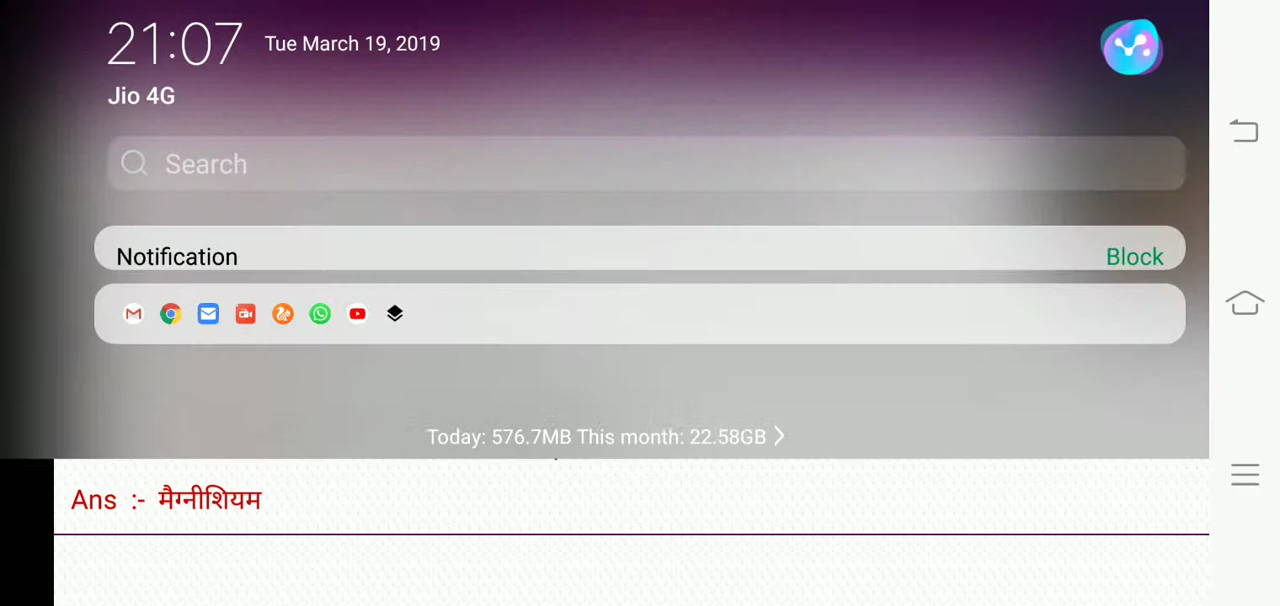 21:07 Tue March 19, 2019
Jio 4G
Search
Notification Block
Today: 576.7MB This month: 22.58GB
Ans :- मैग्नीशियम